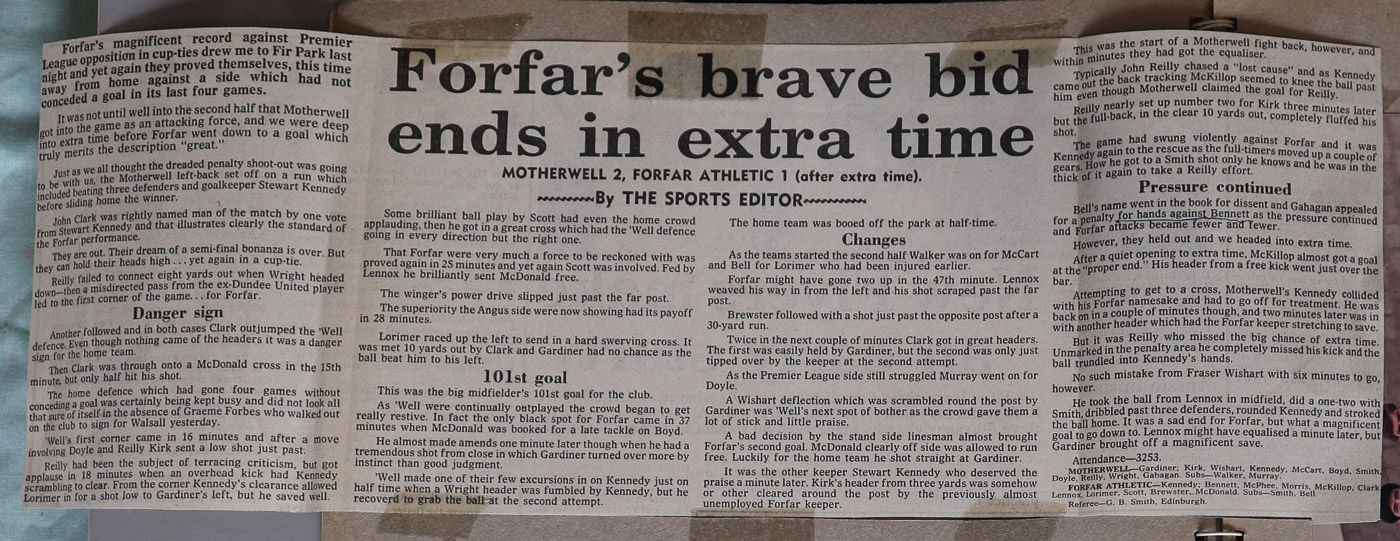 Forfar's brave bid
ends in extra time
MOTHERWELL 2, FORFAR ATHLETIC 1 (after extra time).
By THE SPORTS EDITOR
Forfar's magnificent record against Premier
League opposition in cup-ties drew me to Fir Park last
night and yet again they proved themselves, this time
away from home against a side which had not
conceded a goal in its last four games.
It was not until well into the second half that Motherwell
got into the game as an attacking force, and we were deep
into extra time before Forfar went down to a goal which
truly merits the description "great."
Just as we all thought the dreaded penalty shoot-out was going
to be with us, the Motherwell left-back set off on a run which
included beating three defenders and goalkeeper Stewart Kennedy
before sliding home the winner.
John Clark was rightly named man of the match by one vote
from Stewart Kennedy and that illustrates clearly the standard of
the Forfar performance.
They are out. Their dream of a semi-final bonanza is over. But
they can hold their heads high . . . yet again in a cup-tie.
Reilly failed to connect eight yards out when Wright headed
down—then a misdirected pass from the ex-Dundee United player
led to the first corner of the game . . . for Forfar.
Danger sign
Another followed and in both cases Clark outjumped the 'Well
defence. Even though nothing came of the headers it was a danger
sign for the home team.
Then Clark was through onto a McDonald cross in the 15th
minute, but only half hit his shot.
The home defence which had gone four games without
conceding a goal was certainly being kept busy and did not look all
that sure of itself in the absence of Graeme Forbes who walked out
on the club to sign for Walsall yesterday.
'Well's first corner came in 16 minutes and after a move
involving Doyle and Reilly Kirk sent a low shot just past.
Reilly had been the subject of terracing criticism, but got
applause in 18 minutes when an overhead kick had Kennedy
scrambling to clear. From the corner Kennedy's clearance allowed
Lorimer in for a shot low to Gardiner's left, but he saved well.
Some brilliant ball play by Scott had even the home crowd
applauding, then he got in a great cross which had the 'Well defence
going in every direction but the right one.
That Forfar were very much a force to be reckoned with was
proved again in 25 minutes and yet again Scott was involved. Fed by
Lennox he brilliantly sent McDonald free.
The winger's power drive slipped just past the far post.
The superiority the Angus side were now showing had its payoff
in 28 minutes.
Lorimer raced up the left to send in a hard swerving cross. It
was met 10 yards out by Clark and Gardiner had no chance as the
ball beat him to his left.
101st goal
This was the big midfielder's 101st goal for the club.
As 'Well were continually outplayed the crowd began to get
really restive. In fact the only black spot for Forfar came in 37
minutes when McDonald was booked for a late tackle on Boyd.
He almost made amends one minute later though when he had a
tremendous shot from close in which Gardiner turned over more by
instinct than good judgment.
'Well made one of their few excursions in on Kennedy just on
half time when a Wright header was fumbled by Kennedy, but he
recoverd to grab the ball at the second attempt.
The home team was booed off the park at half-time.
Changes
As the teams started the second half Walker was on for McCart
and Bell for Lorimer who had been injured earlier.
Forfar might have gone two up in the 47th minute. Lennox
weaved his way in from the left and his shot scraped past the far
post.
Brewster followed with a shot just past the opposite post after a
30-yard run.
Twice in the next couple of minutes Clark got in great headers.
The first was easily held by Gardiner, but the second was only just
tipped over by the keeper at the second attempt.
As the Premier League side still struggled Murray went on for
Doyle.
A Wishart deflection which was scrambled round the post by
Gardiner was 'Well's next spot of bother as the crowd gave them a
lot of stick and little praise.
A bad decision by the stand side linesman almost brought
Forfar's second goal. McDonald clearly off side was allowed to run
free. Luckily for the home team he shot straight at Gardiner.
It was the other keeper Stewart Kennedy who deserved the
praise a minute later. Kirk's header from three yards was somehow
or other cleared around the post by the previously almost
unemployed Forfar keeper.
This was the start of a Motherwell fight back, however, and
within minutes they had got the equaliser.
Typically John Reilly chased a "lost cause" and as Kennedy
came out the back tracking McKillop seemed to knee the ball past
him even though Motherwell claimed the goal for Reilly.
Reilly nearly set up number two for Kirk three minutes later
but the full-back, in the clear 10 yards out, completely fluffed his
shot.
The game had swung violently against Forfar and it was
Kennedy again to the rescue as the full-timers moved up a couple of
gears. How he got to a Smith shot only he knows and he was in the
thick of it again to take a Reilly effort.
Pressure continued
Bell's name went in the book for dissent and Gahagan appealed
for a penalty for hands against Bennett as the pressure continued
and Forfar attacks became fewer and fewer.
However, they held out and we headed into extra time.
After a quiet opening to extra time, McKillop almost got a goal
at the "proper end." His header from a free kick went just over the
bar.
Attempting to get to a cross, Motherwell's Kennedy collided
with his Forfar namesake and had to go off for treatment. He was
back on in a couple of minutes though, and two minutes later was in
with another header which had the Forfar keeper stretching to save.
But it was Reilly who missed the big chance of extra time.
Unmarked in the penalty area he completely missed his kick and the
ball trundled into Kennedy's hands.
No such mistake from Fraser Wishart with six minutes to go,
however.
He took the ball from Lennox in midfield, did a one-two with
Smith, dribbled past three defenders, rounded Kennedy and stroked
the ball home. It was a sad end for Forfar, but what a magnificent
goal to go down to. Lennox might have equalised a minute later, but
Gardiner brought off a magnificent save.
Attendance—3253.
MOTHERWELL—Gardiner; Kirk, Wishart, Kennedy, McCart, Boyd, Smith,
Doyle, Reilly, Wright, Gahagan. Subs—Walker, Murray.
FORFAR ATHLETIC—Kennedy; Bennett, McPhee, Morris, McKillop, Clark,
Lennox, Lorimer, Scott, Brewster, McDonald. Subs—Smith, Bell.
Referee—G. B. Smith, Edinburgh.